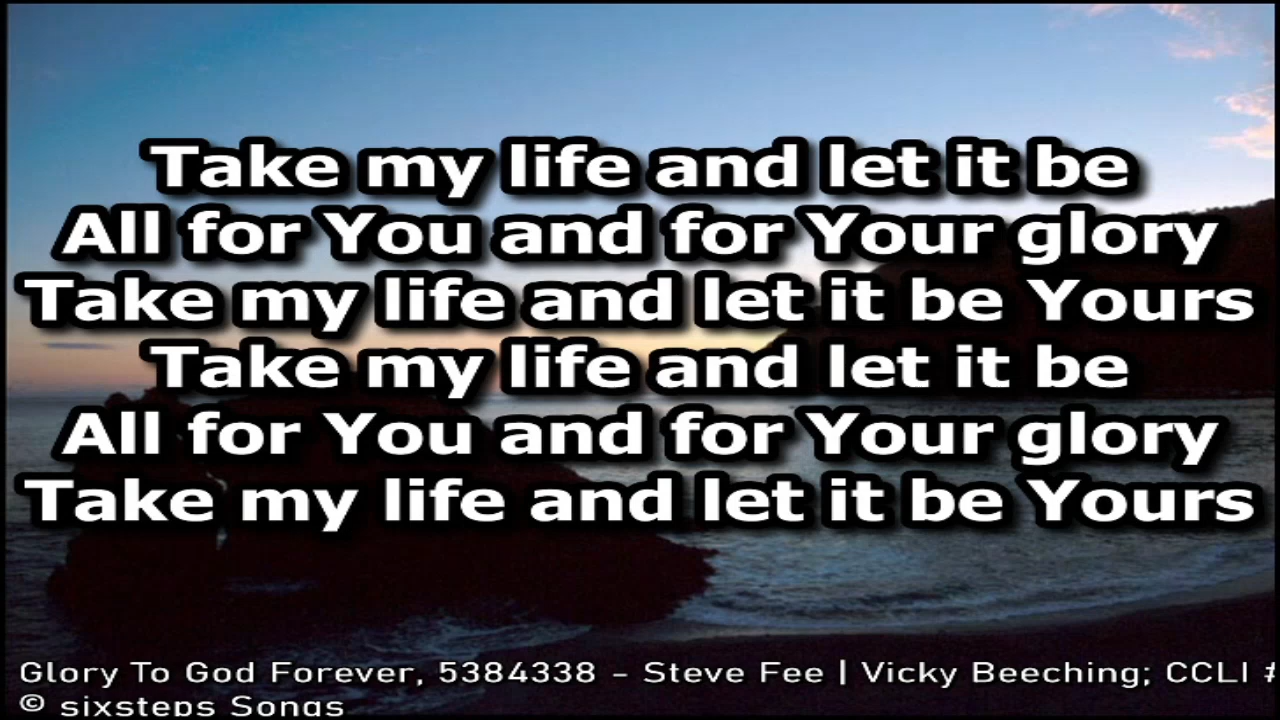 Take my life and let it be
All for You and for Your glory
Take my life and let it be Yours
Take my life and let it be
All for You and for Your glory
Take my life and let it be Yours
Glory To God Forever, 5384338 - Steve Fee | Vicky Beeching; CCLI #
© sixsteps Songs